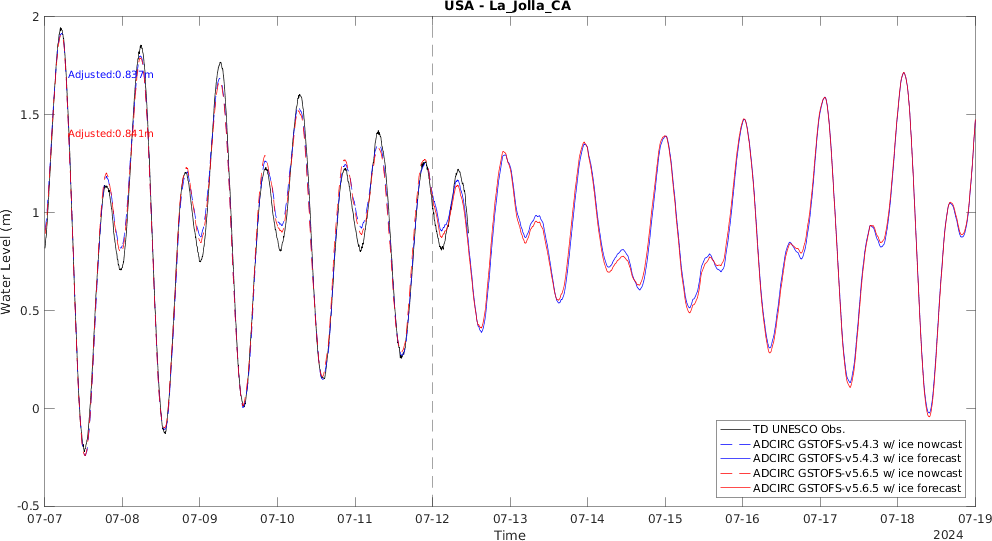 USA - La_Jolla_CA
2
1.5
1
0.5
0
-0.5
Water Level (m)
Adjusted:0.837m
Adjusted:0.841m
TD UNESCO Obs.
ADCIRC GSTOFS-v5.4.3 w/ ice nowcast
ADCIRC GSTOFS-v5.4.3 w/ ice forecast
ADCIRC GSTOFS-v5.6.5 w/ ice nowcast
ADCIRC GSTOFS-v5.6.5 w/ ice forecast
07-07 07-08 07-09 07-10 07-11 07-12 07-13 07-14 07-15 07-16 07-17 07-18 07-19
Time
2024